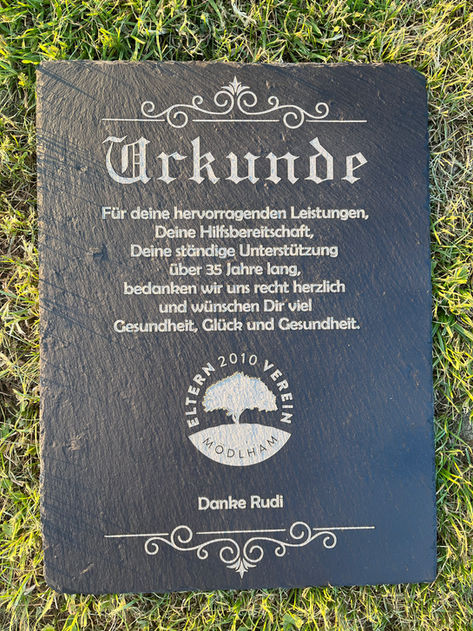 Urkunde
Für deine hervorragenden Leistungen,
Deine Hilfsbereitschaft,
Deine ständige Unterstützung
über 35 Jahre lang,
bedanken wir uns recht herzlich
und wünschen Dir viel
Gesundheit, Glück und Gesundheit.
ELTERN 2010 VEREIN
MODLHAM
Danke Rudi